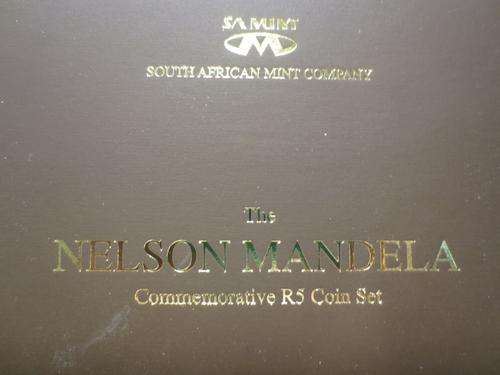 SA MINT
SOUTH AFRICAN MINT COMPANY
The
NELSON MANDELA
Commemorative R5 Coin Set